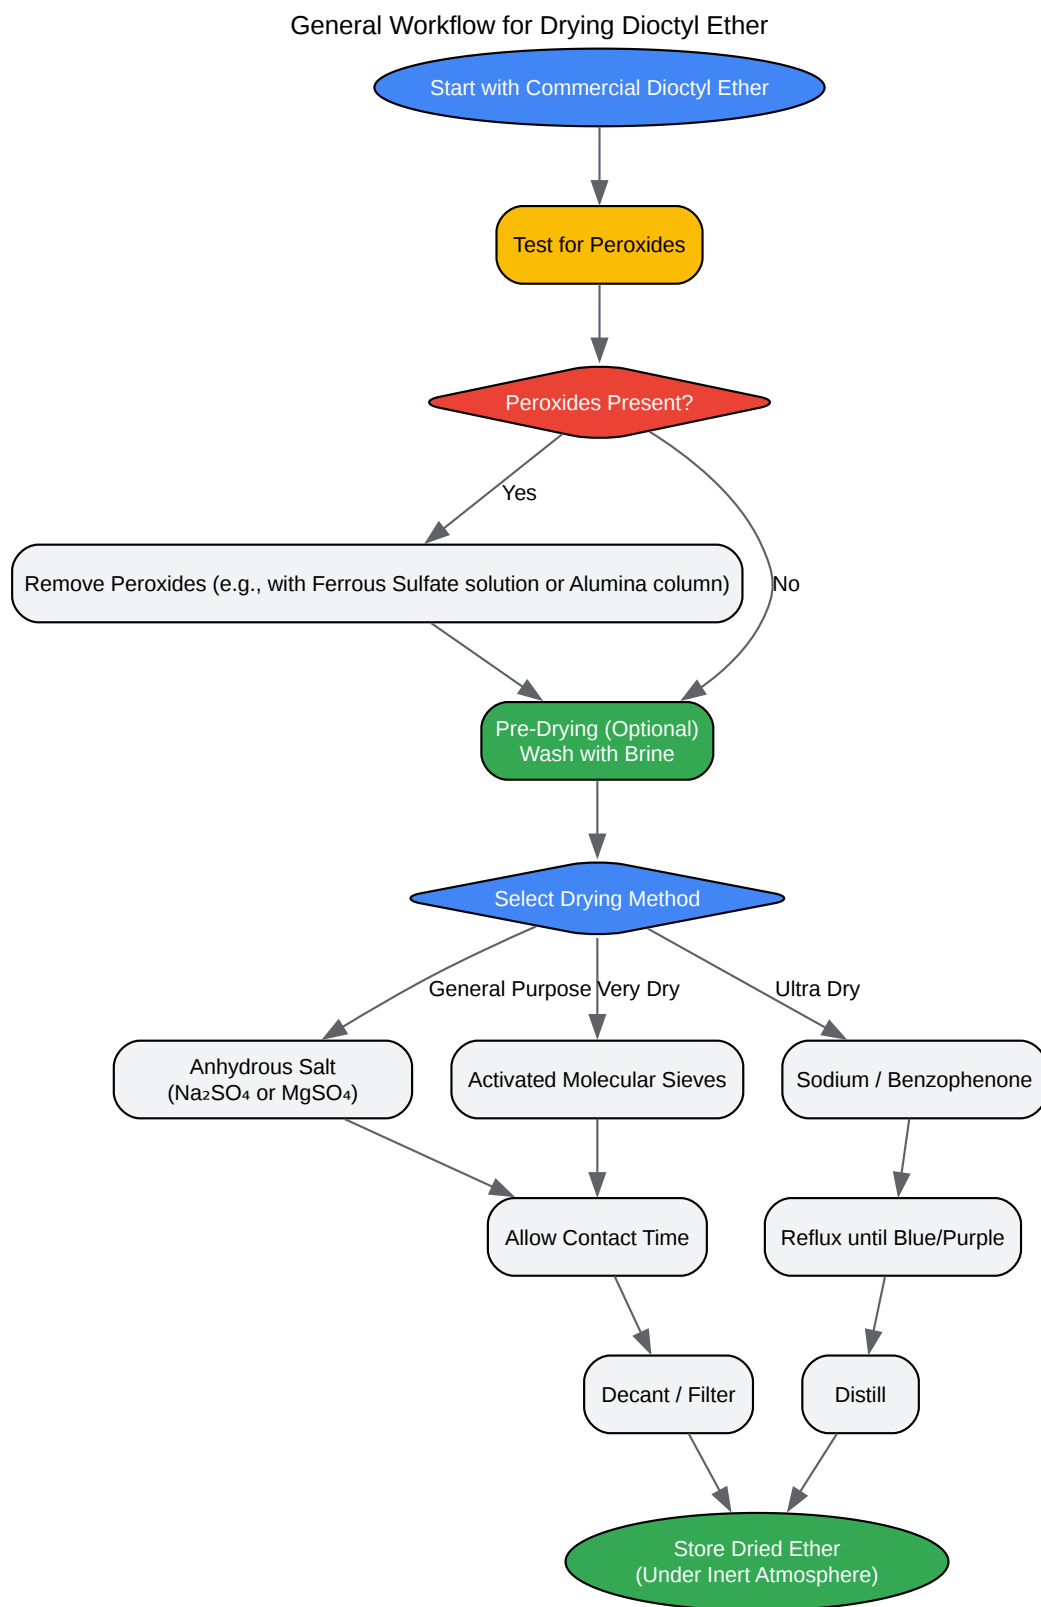 General Workflow for Drying Dioctyl Ether
Start with Commercial Dioctyl Ether
Test for Peroxides
Peroxides Present?
Yes
Remove Peroxides (e.g., with Ferrous Sulfate solution or Alumina column)
No
Pre-Drying (Optional)
Wash with Brine
Select Drying Method
General Purpose
Very Dry
Ultra Dry
Anhydrous Salt
(Na₂SO₄ or MgSO₄)
Activated Molecular Sieves
Sodium / Benzophenone
Allow Contact Time
Reflux until Blue/Purple
Decant / Filter
Distill
Store Dried Ether
(Under Inert Atmosphere)